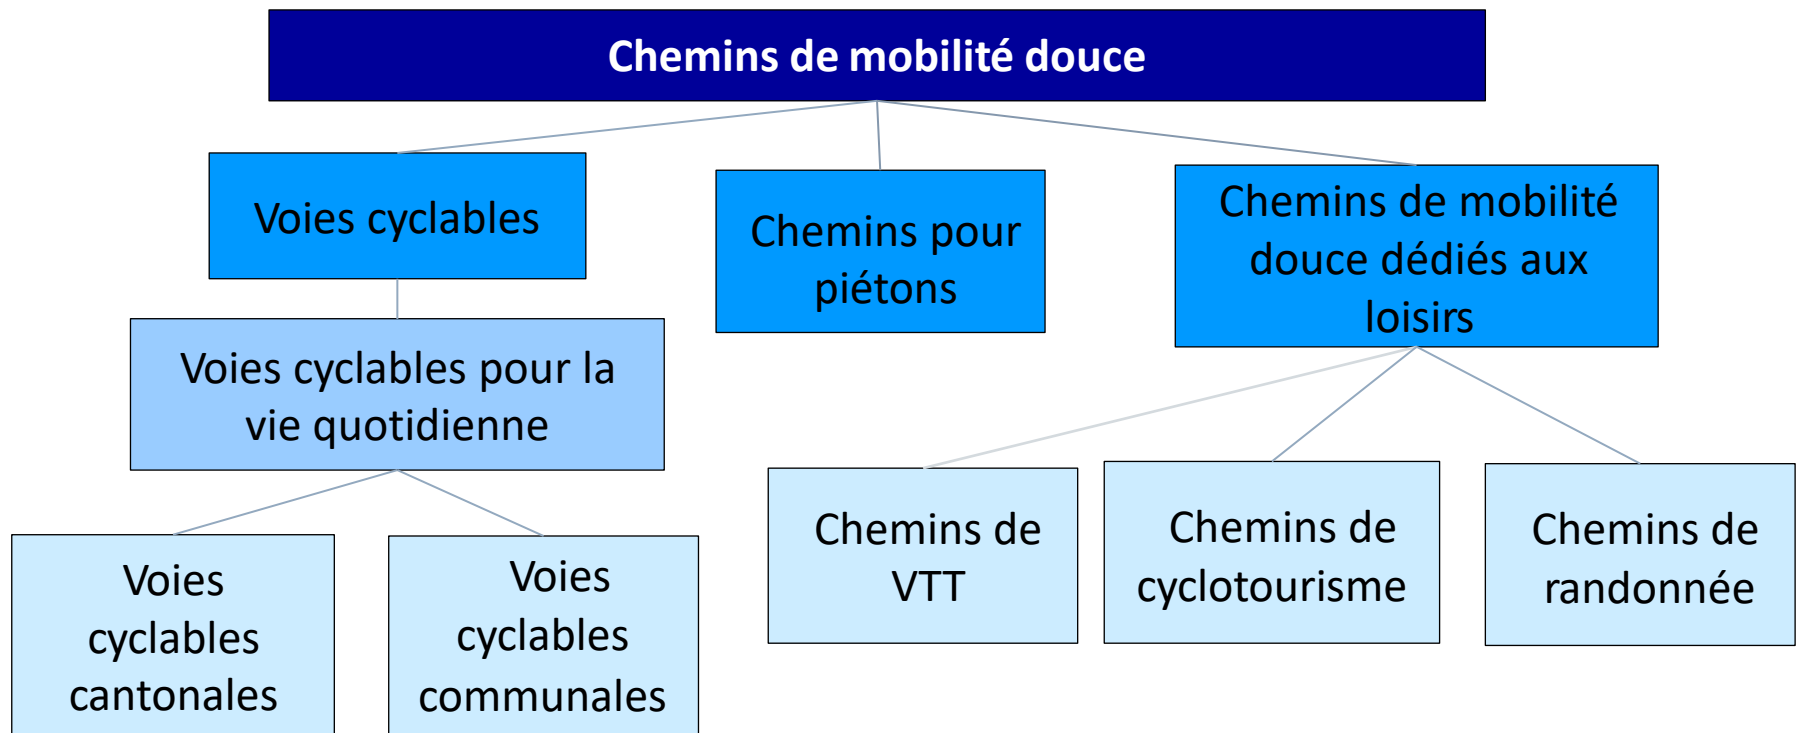 Chemins de mobilité douce
Voies cyclables
Chemins pour
piétons
Chemins de mobilité
douce dédiés aux
loisirs
Voies cyclables pour la
vie quotidienne
Chemins de
VTT
Chemins de
cyclotourisme
Chemins de
randonnée
Voies
cyclables
cantonales
Voies
cyclables
communales